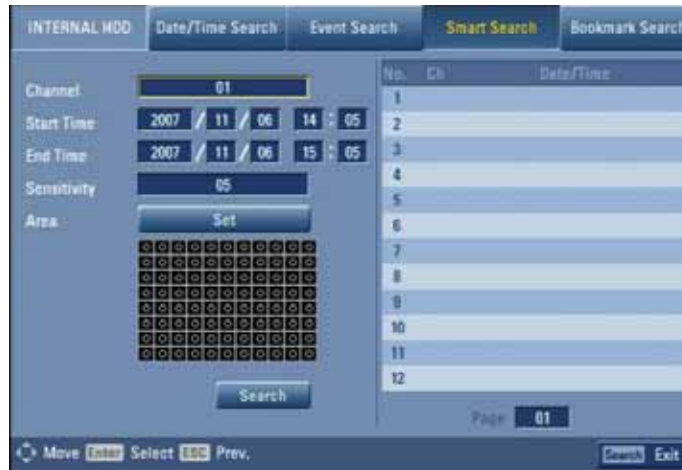 INTERNAL HDD Date/Time Search Event Search Smart Search Bookmark Search
Channel 01
Start Time 2007 / 11 / 06 14 : 05
End Time 2007 / 11 / 06 15 : 05
Sensitivity 05
Area Set
Search
No. Ch Date/Time
1
2
3
4
5
6
7
8
9
10
11
12
Page 01
Move Enter Select ESC Prev. Search Exit